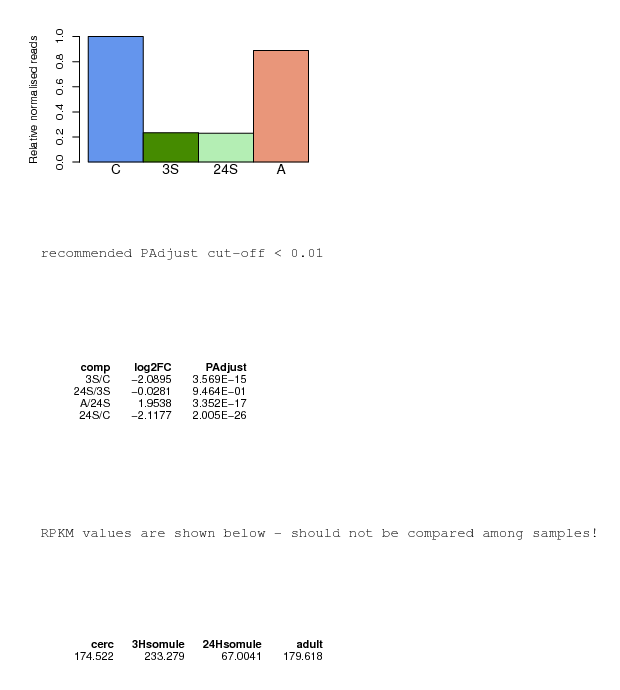 Relative normalised reads
1.0
0.8
0.6
0.4
0.2
0.0
C 3S 24S A
recommended PAdjust cut-off < 0.01
comp log2FC PAdjust
3S/C −2.0895 3.569E−15
24S/3S −0.0281 9.464E−01
A/24S 1.9538 3.352E−17
24S/C −2.1177 2.005E−26
RPKM values are shown below - should not be compared among samples!
cerc 3Hsomule 24Hsomule adult
174.522 233.279 67.0041 179.618